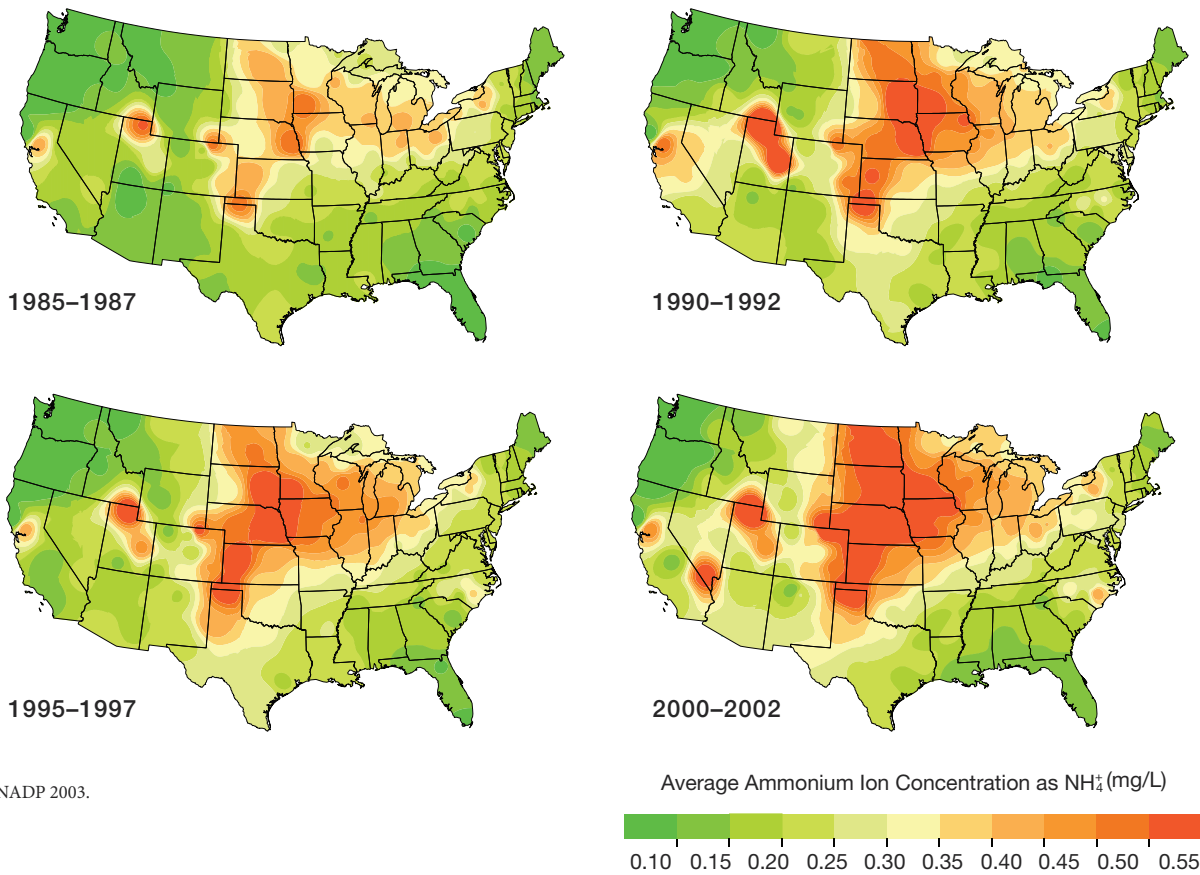 1985–1987
1990–1992
1995–1997
2000–2002
NADP 2003.
Average Ammonium Ion Concentration as NH₄⁺ (mg/L)
0.10 0.15 0.20 0.25 0.30 0.35 0.40 0.45 0.50 0.55